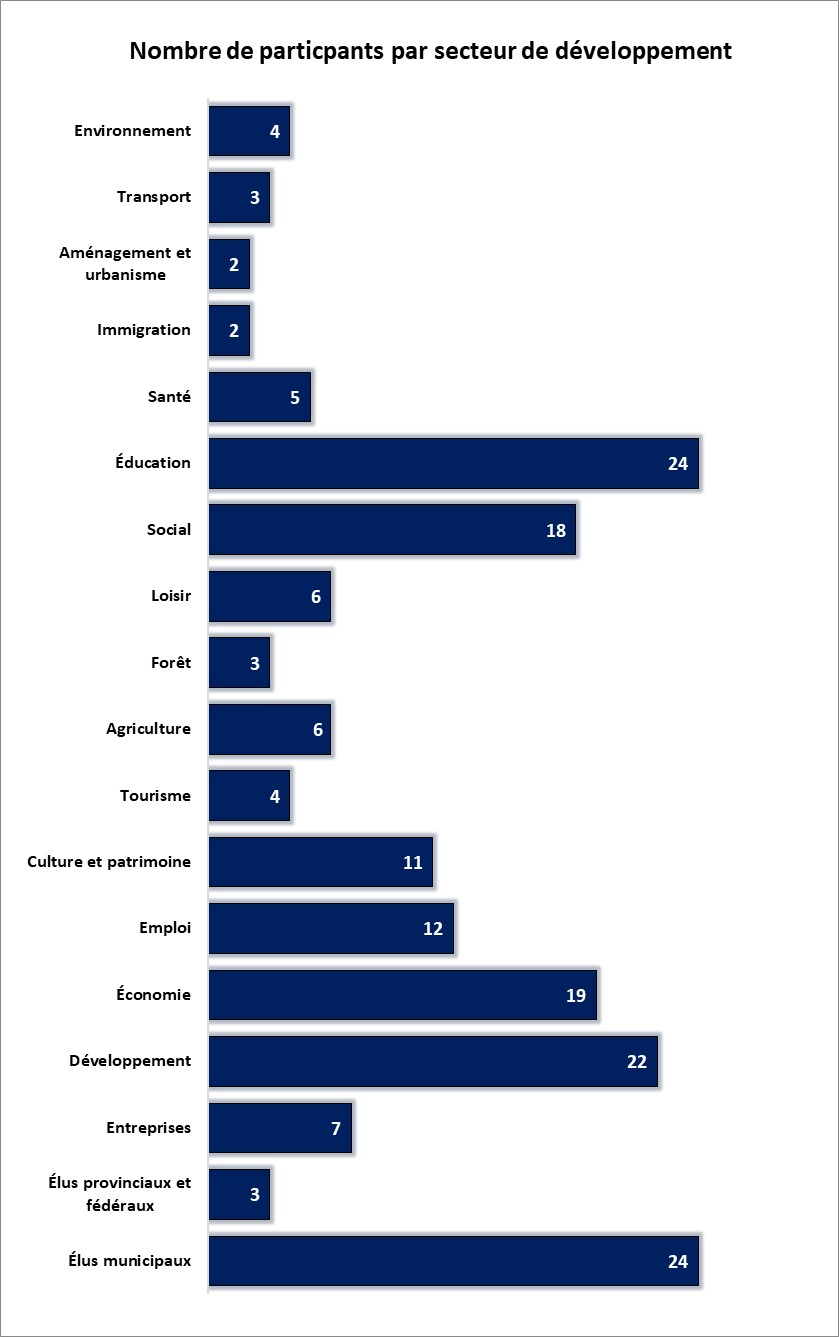 Nombre de particpants par secteur de développement
Environnement 4
Transport 3
Aménagement et
urbanisme 2
Immigration 2
Santé 5
Éducation 24
Social 18
Loisir 6
Forêt 3
Agriculture 6
Tourisme 4
Culture et patrimoine 11
Emploi 12
Économie 19
Développement 22
Entreprises 7
Élus provinciaux et
fédéraux 3
Élus municipaux 24